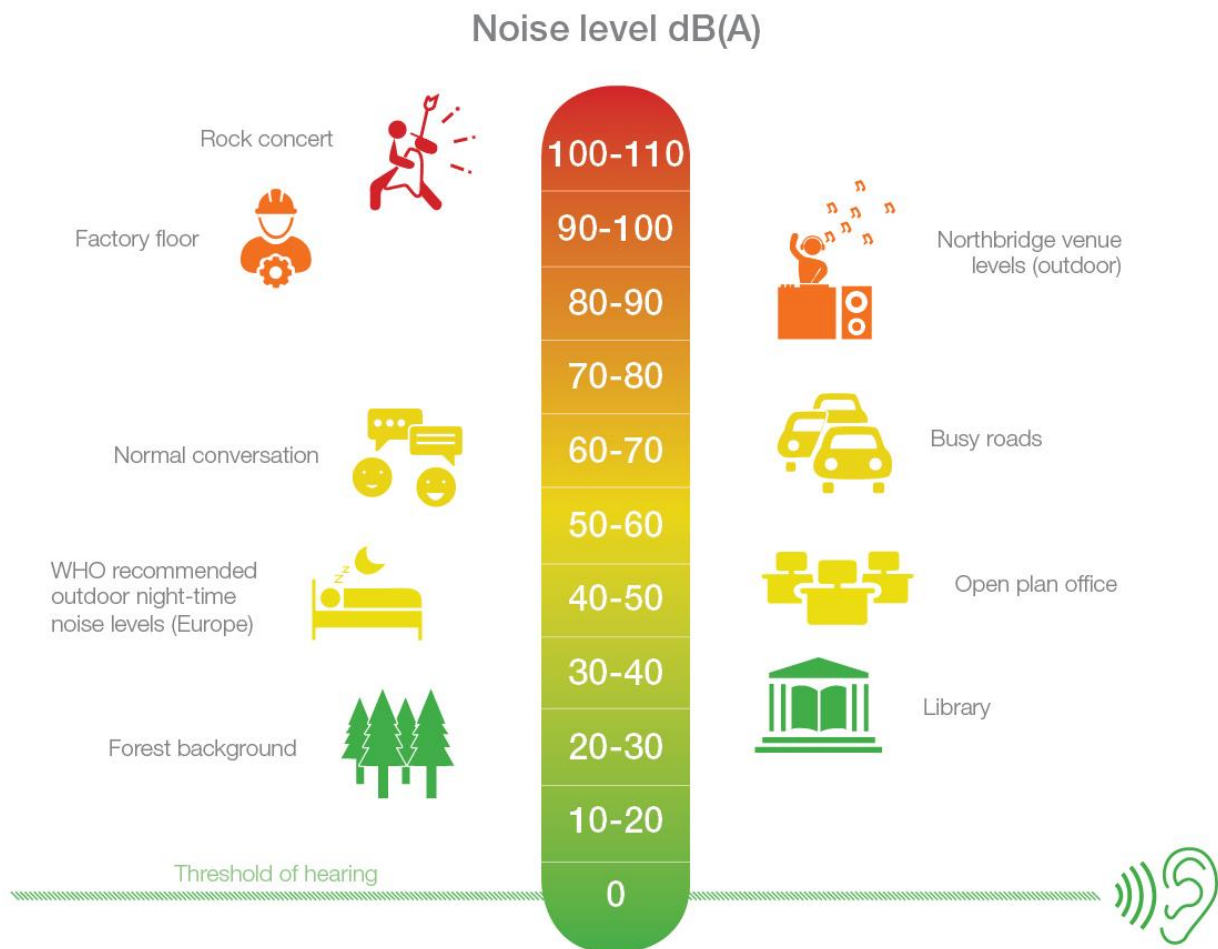 Noise level dB(A)
Rock concert
100-110
Factory floor
90-100
Northbridge venue
levels (outdoor)
80-90
70-80
Normal conversation
60-70
Busy roads
50-60
WHO recommended
outdoor night-time
noise levels (Europe)
40-50
Open plan office
30-40
Library
Forest background
20-30
10-20
Threshold of hearing
0
zz